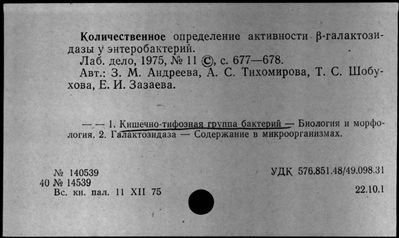 Количественное определение активности β-галактози-
дазы у энтеробактерий.
Лаб. дело, 1975, № 11 ©, с. 677—678.
Авт.: З. М. Андреева, А. С. Тихомирова, Т. С. Шобу-
хова, Е. И. Зазаева.
— — 1. Кишечно-тифозная группа бактерий — Биология и морфо-
логия. 2. Галактозидаза — Содержание в микроорганизмах.
№ 140539 УДК 576.851.48/49.098.31
40 № 14539
Вс. кн. пал. 11 XII 75 22.10.1